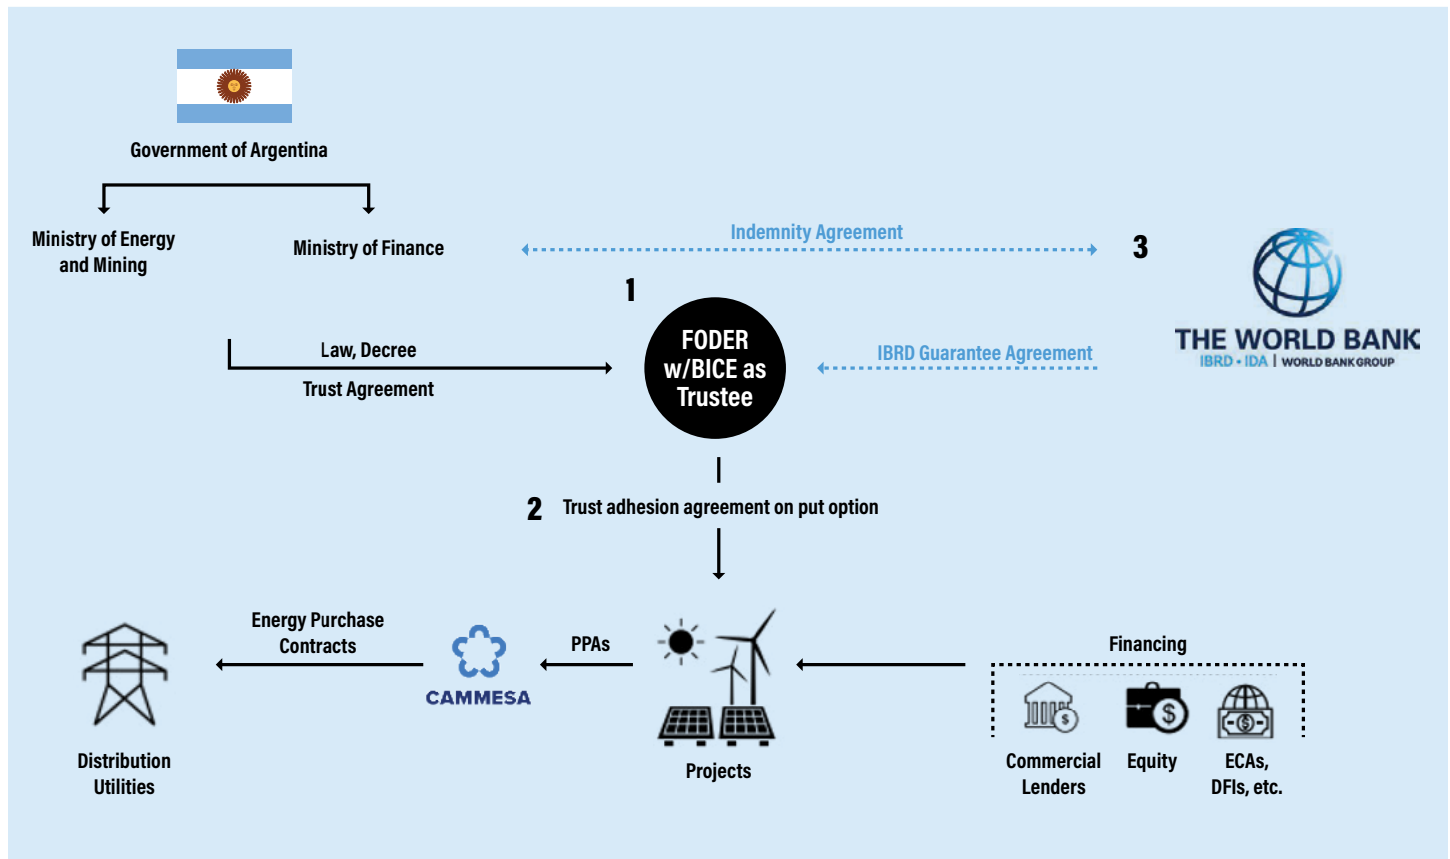 Government of Argentina
Ministry of Energy
and Mining
Ministry of Finance
Indemnity Agreement
3
THE WORLD BANK
IBRD • IDA | WORLD BANK GROUP
1
FODER
w/BICE as
Trustee
Law, Decree
Trust Agreement
IBRD Guarantee Agreement
2
Trust adhesion agreement on put option
Energy Purchase
Contracts
CAMMESA
PPAs
Financing
Distribution
Utilities
Projects
Commercial
Lenders
Equity
ECAs,
DFIs, etc.